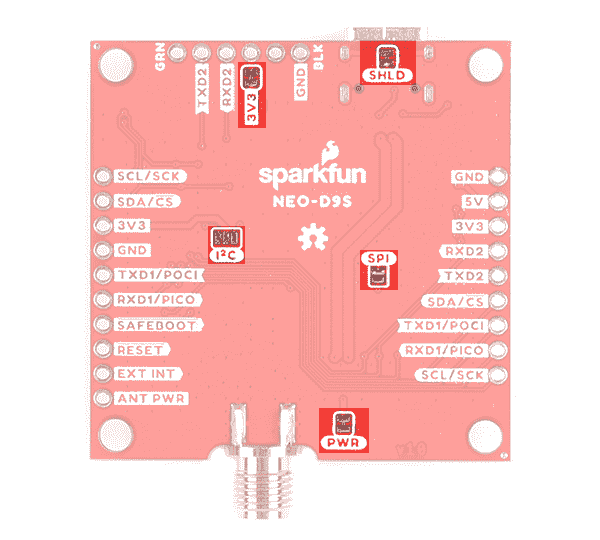 GRN
TXD2
RXD2
3V3
GND
BLK
SHLD
sparkfun
NEO-D9S
SCL/SCK
SDA/CS
3V3
GND
TXD1/POCI
RXD1/PICO
SAFEBOOT
RESET
EXT INT
ANT PWR
I²C
SPI
GND
5V
3V3
RXD2
TXD2
SDA/CS
TXD1/POCI
RXD1/PICO
SCL/SCK
PWR
v10